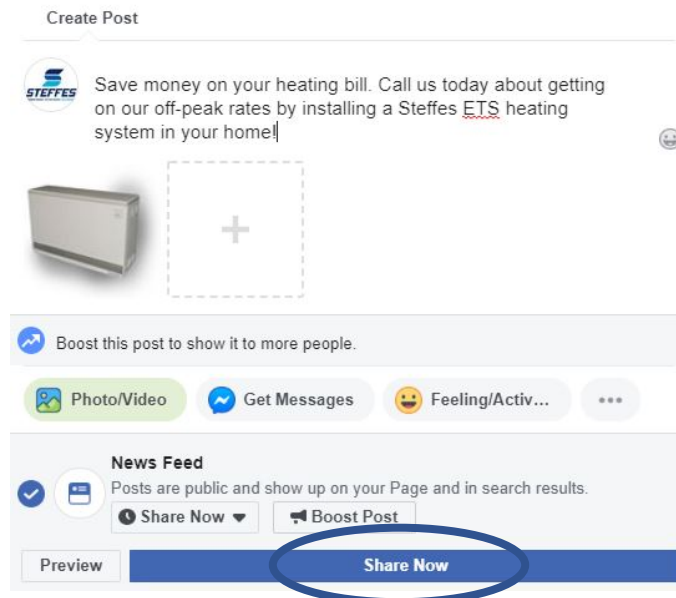 Create Post
STEFFES
Save money on your heating bill. Call us today about getting
on our off-peak rates by installing a Steffes ETS heating
system in your home!
Boost this post to show it to more people.
Photo/Video Get Messages Feeling/Activ...
News Feed
Posts are public and show up on your Page and in search results.
Share Now Boost Post
Preview Share Now